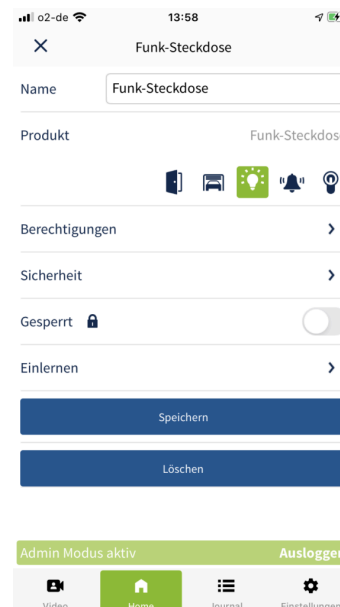 o2-de 13:58
Funk-Steckdose
Name Funk-Steckdose
Produkt Funk-Steckdose
Berechtigungen
Sicherheit
Gesperrt
Einlernen
Speichern
Löschen
Admin Modus aktiv Ausloggen
Video Home Journal Einstellungen